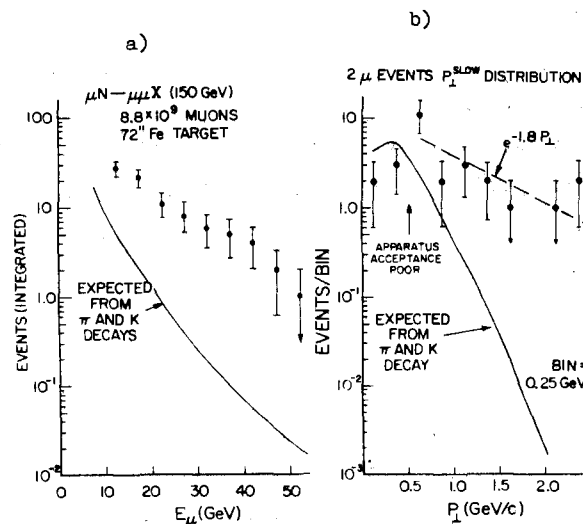 a)
μN—μμX (150 GeV)
8.8x10⁹ MUONS
72" Fe TARGET
EVENTS (INTEGRATED)
100
10
1.0
10⁻¹
10⁻²
EXPECTED
FROM
π AND K
DECAYS
0
10
20
30
40
50
Eμ(GeV)
b)
2 μ EVENTS P⊥^SLOW DISTRIBUTION
EVENTS/BIN
100
10
1.0
10⁻¹
10⁻²
10⁻³
e^-1.8 P⊥
APPARATUS
ACCEPTANCE
POOR
EXPECTED
FROM
π AND K
DECAY
BIN=
0.25 GeV
0.5
1.0
1.5
2.0
P⊥ (GeV/c)